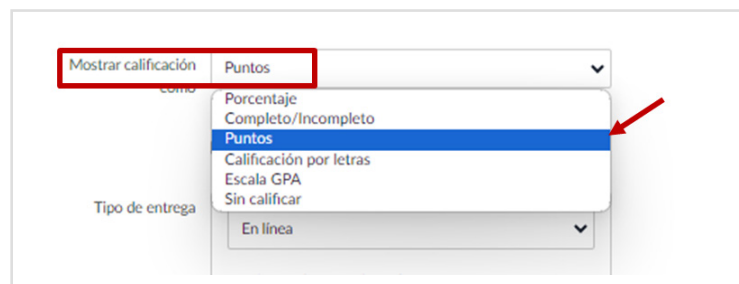 Mostrar calificación
como
Puntos
Porcentaje
Completo/Incompleto
Puntos
Calificación por letras
Escala GPA
Sin calificar
Tipo de entrega
En línea